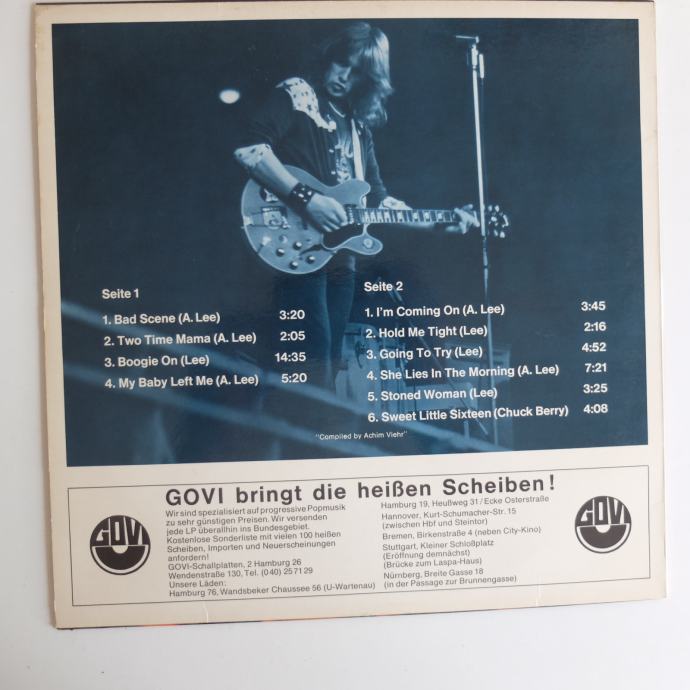 Seite 1
1. Bad Scene (A. Lee) 3:20
2. Two Time Mama (A. Lee) 2:05
3. Boogie On (Lee) 14:35
4. My Baby Left Me (A. Lee) 5:20
Seite 2
1. I'm Coming On (A. Lee) 3:45
2. Hold Me Tight (Lee) 2:16
3. Going To Try (Lee) 4:52
4. She Lies In The Morning (A. Lee) 7:21
5. Stoned Woman (Lee) 3:25
6. Sweet Little Sixteen (Chuck Berry) 4:08
"Compiled by Achim Viehr"
GOVI bringt die heißen Scheiben!
GOVI
Wir sind spezialisiert auf progressive Popmusik
zu sehr günstigen Preisen. Wir versenden
jede LP überallhin ins Bundesgebiet.
Kostenlose Sonderliste mit vielen 100 heißen
Scheiben, Importen und Neuerscheinungen
anfordern!
GOVI-Schallplatten, 2 Hamburg 26
Wendenstraße 130, Tel. (040) 25 71 29
Unsere Läden:
Hamburg 76, Wandsbeker Chaussee 56 (U-Wartenau)
Hamburg 19, Heußweg 31 / Ecke Osterstraße
Hannover, Kurt-Schumacher-Str. 15
(zwischen Hbf und Steintor)
Bremen, Birkenstraße 4 (neben City-Kino)
Stuttgart, Kleiner Schloßplatz
(Eröffnung demnächst)
(Brücke zum Laspa-Haus)
Nürnberg, Breite Gasse 18
(in der Passage zur Brunnengasse)
GOVI